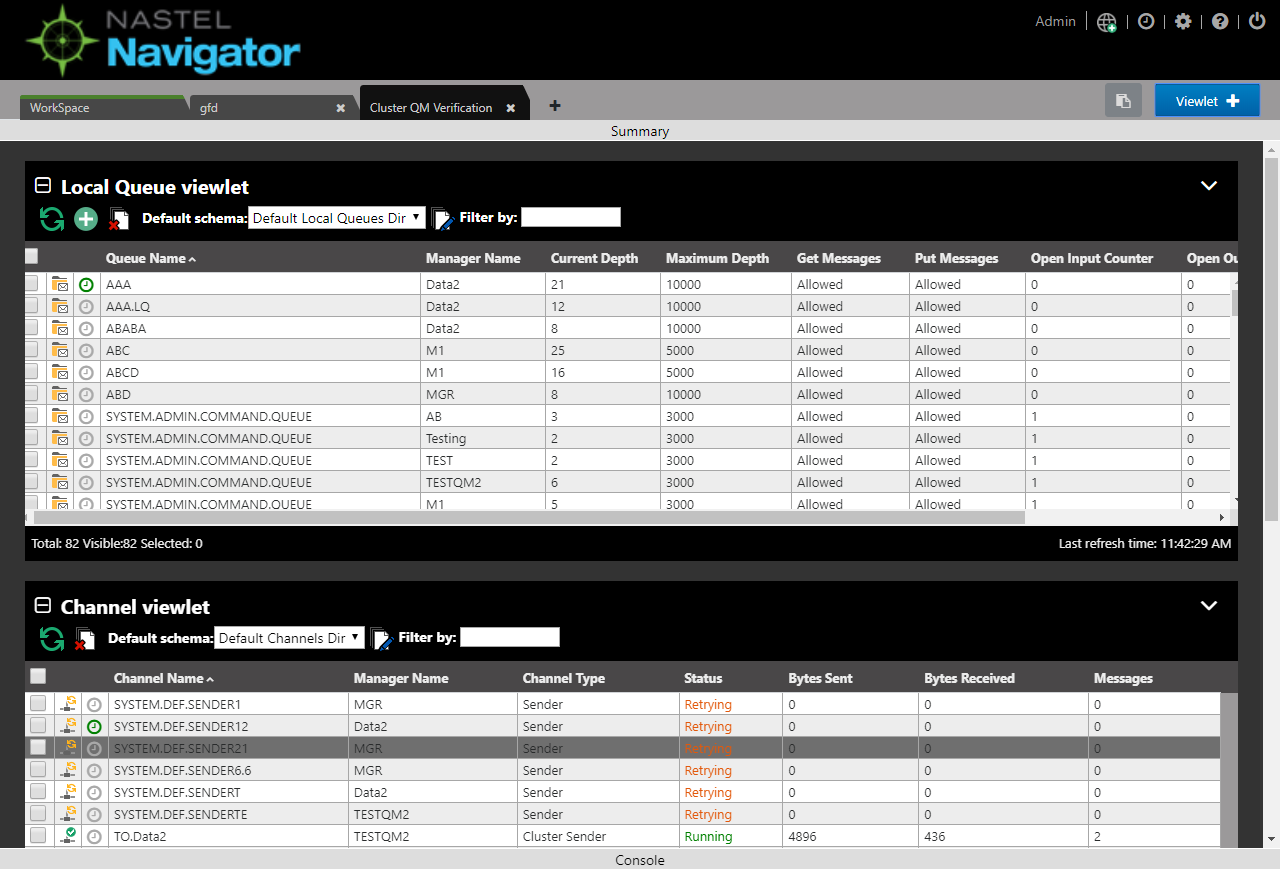 NASTEL
Navigator
Admin
WorkSpace gfd Cluster QM Verification Viewlet
Summary
Local Queue viewlet
Default schema: Default Local Queues Dir Filter by:
Queue Name Manager Name Current Depth Maximum Depth Get Messages Put Messages Open Input Counter Open Ou
AAA Data2 21 10000 Allowed Allowed 0 0
AAA.LQ Data2 12 10000 Allowed Allowed 0 0
ABABA Data2 8 10000 Allowed Allowed 0 0
ABC M1 25 5000 Allowed Allowed 0 0
ABCD M1 16 5000 Allowed Allowed 0 0
ABD MGR 8 10000 Allowed Allowed 0 0
SYSTEM.ADMIN.COMMAND.QUEUE AB 3 3000 Allowed Allowed 1 0
SYSTEM.ADMIN.COMMAND.QUEUE Testing 2 3000 Allowed Allowed 1 0
SYSTEM.ADMIN.COMMAND.QUEUE TEST 2 3000 Allowed Allowed 1 0
SYSTEM.ADMIN.COMMAND.QUEUE TESTQM2 6 3000 Allowed Allowed 1 0
SYSTEM.ADMIN.COMMAND.QUEUE M1 5 3000 Allowed Allowed 1 0
Total: 82 Visible:82 Selected: 0 Last refresh time: 11:42:29 AM
Channel viewlet
Default schema: Default Channels Dir Filter by:
Channel Name Manager Name Channel Type Status Bytes Sent Bytes Received Messages
SYSTEM.DEF.SENDER1 MGR Sender Retrying 0 0 0
SYSTEM.DEF.SENDER12 Data2 Sender Retrying 0 0 0
SYSTEM.DEF.SENDER21 MGR Sender Retrying 0 0 0
SYSTEM.DEF.SENDER6.6 MGR Sender Retrying 0 0 0
SYSTEM.DEF.SENDERT Data2 Sender Retrying 0 0 0
SYSTEM.DEF.SENDERTE TESTQM2 Sender Retrying 0 0 0
TO.Data2 TESTQM2 Cluster Sender Running 4896 436 2
Console